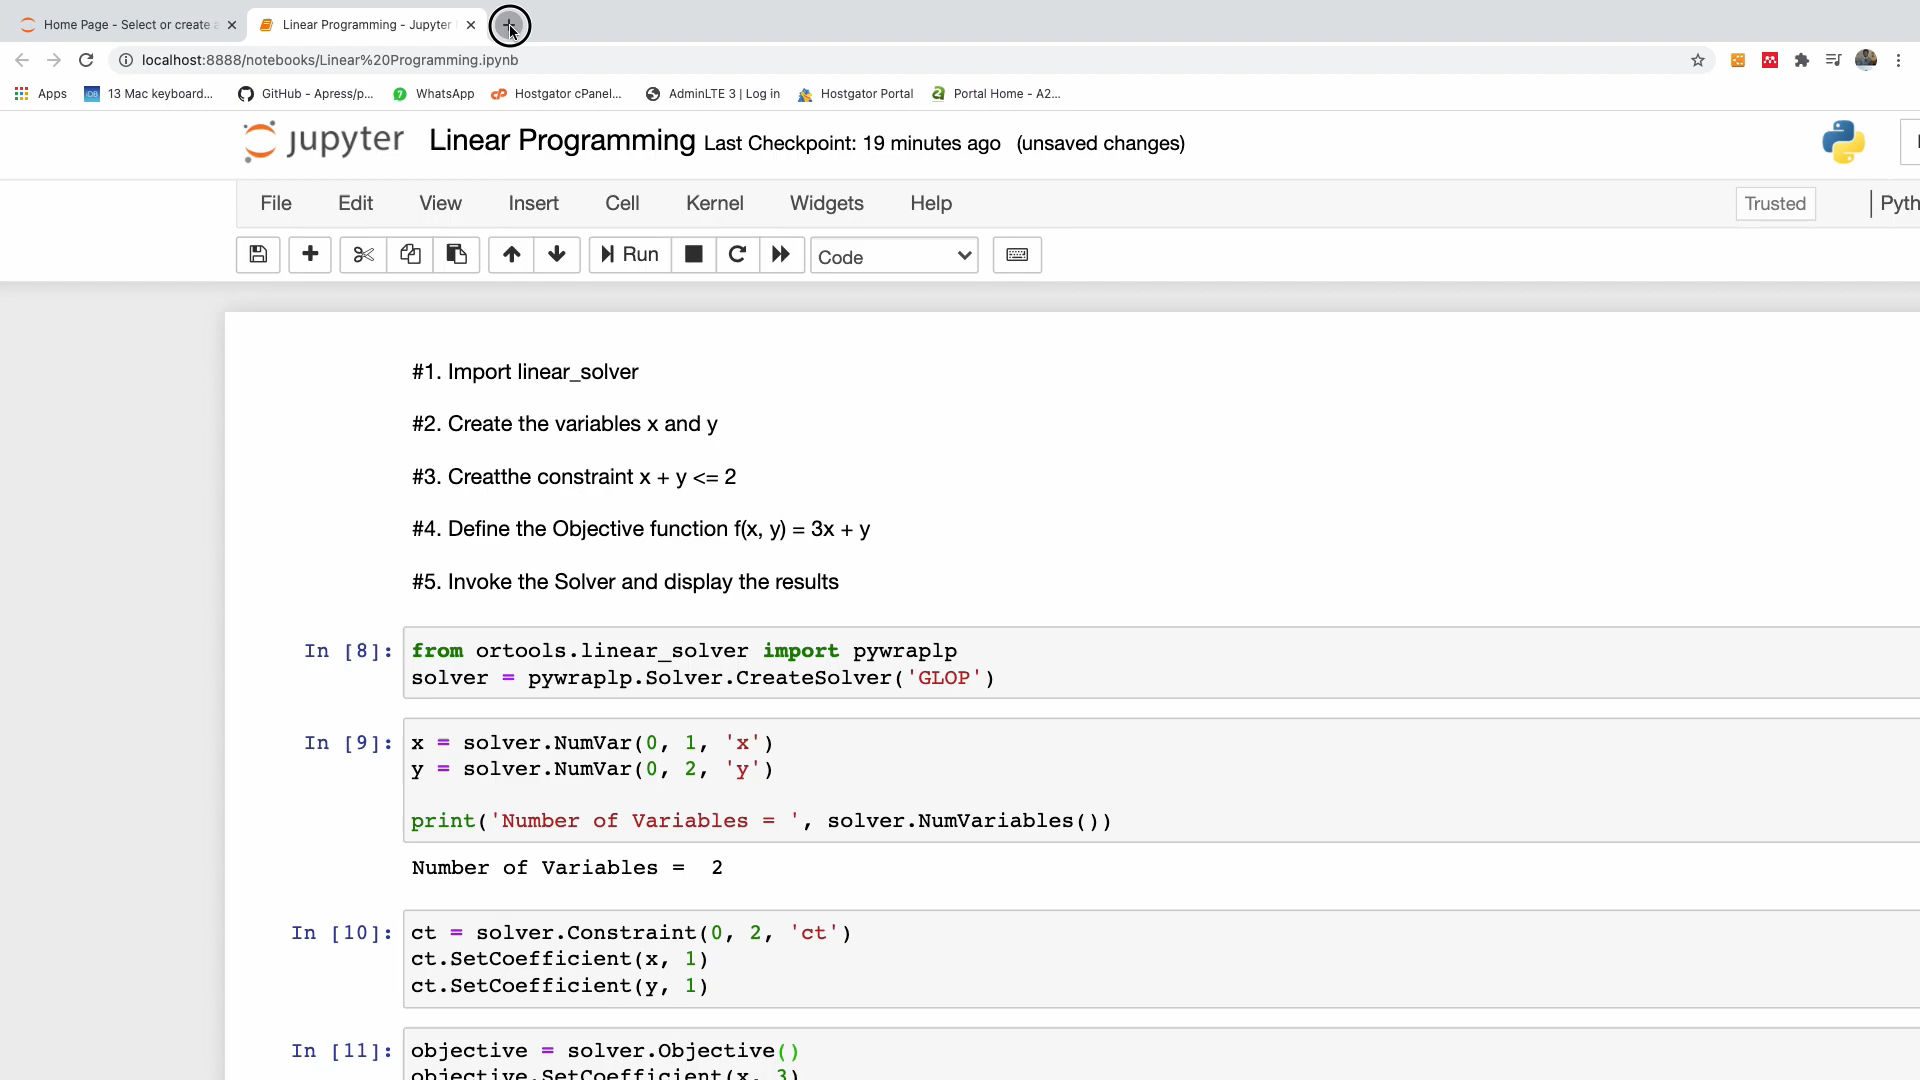 Home Page - Select or create a
Linear Programming - Jupyter
localhost:8888/notebooks/Linear%20Programming.ipynb
Apps
13 Mac keyboard...
GitHub - Apress/p...
WhatsApp
Hostgator cPanel...
AdminLTE 3 | Log in
Hostgator Portal
Portal Home - A2...
jupyter Linear Programming Last Checkpoint: 19 minutes ago (unsaved changes)
File Edit View Insert Cell Kernel Widgets Help Trusted Pyth
Run Code
#1. Import linear_solver
#2. Create the variables x and y
#3. Creatthe constraint x + y <= 2
#4. Define the Objective function f(x, y) = 3x + y
#5. Invoke the Solver and display the results
In [8]: from ortools.linear_solver import pywraplp
solver = pywraplp.Solver.CreateSolver('GLOP')
In [9]: x = solver.NumVar(0, 1, 'x')
y = solver.NumVar(0, 2, 'y')
print('Number of Variables = ', solver.NumVariables())
Number of Variables =  2
In [10]: ct = solver.Constraint(0, 2, 'ct')
ct.SetCoefficient(x, 1)
ct.SetCoefficient(y, 1)
In [11]: objective = solver.Objective()
objective.SetCoefficient(x, 3)